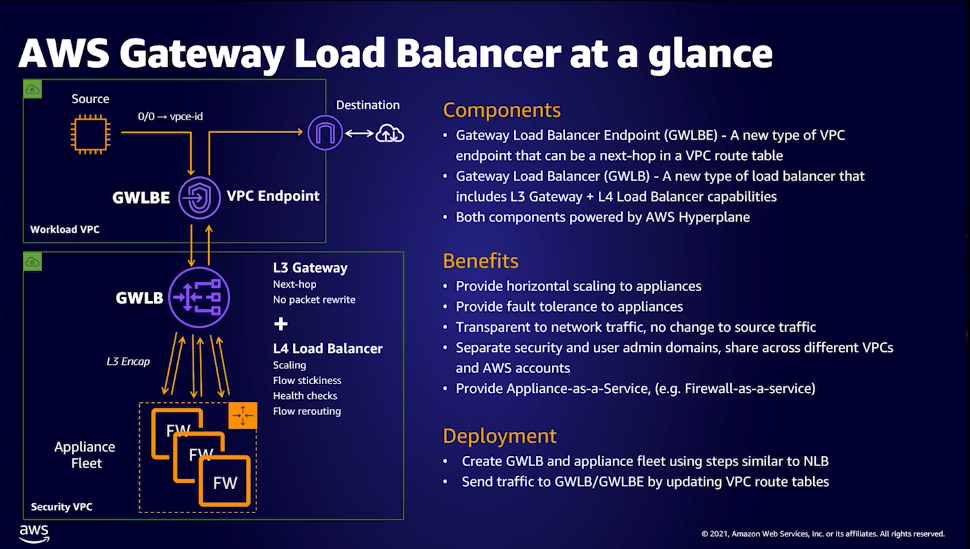 AWS Gateway Load Balancer at a glance
Source
0/0 → vpce-id
Destination
GWLBE
VPC Endpoint
Workload VPC
GWLB
L3 Gateway
Next-hop
No packet rewrite
+
L4 Load Balancer
Scaling
Flow stickiness
Health checks
Flow rerouting
L3 Encap
Appliance
Fleet
FW
FW
FW
Security VPC
Components
• Gateway Load Balancer Endpoint (GWLBE) - A new type of VPC
endpoint that can be a next-hop in a VPC route table
• Gateway Load Balancer (GWLB) - A new type of load balancer that
includes L3 Gateway + L4 Load Balancer capabilities
• Both components powered by AWS Hyperplane
Benefits
• Provide horizontal scaling to appliances
• Provide fault tolerance to appliances
• Transparent to network traffic, no change to source traffic
• Separate security and user admin domains, share across different VPCs
and AWS accounts
• Provide Appliance-as-a-Service, (e.g. Firewall-as-a-service)
Deployment
• Create GWLB and appliance fleet using steps similar to NLB
• Send traffic to GWLB/GWLBE by updating VPC route tables
aws
© 2021, Amazon Web Services, Inc. or its affiliates. All rights reserved.